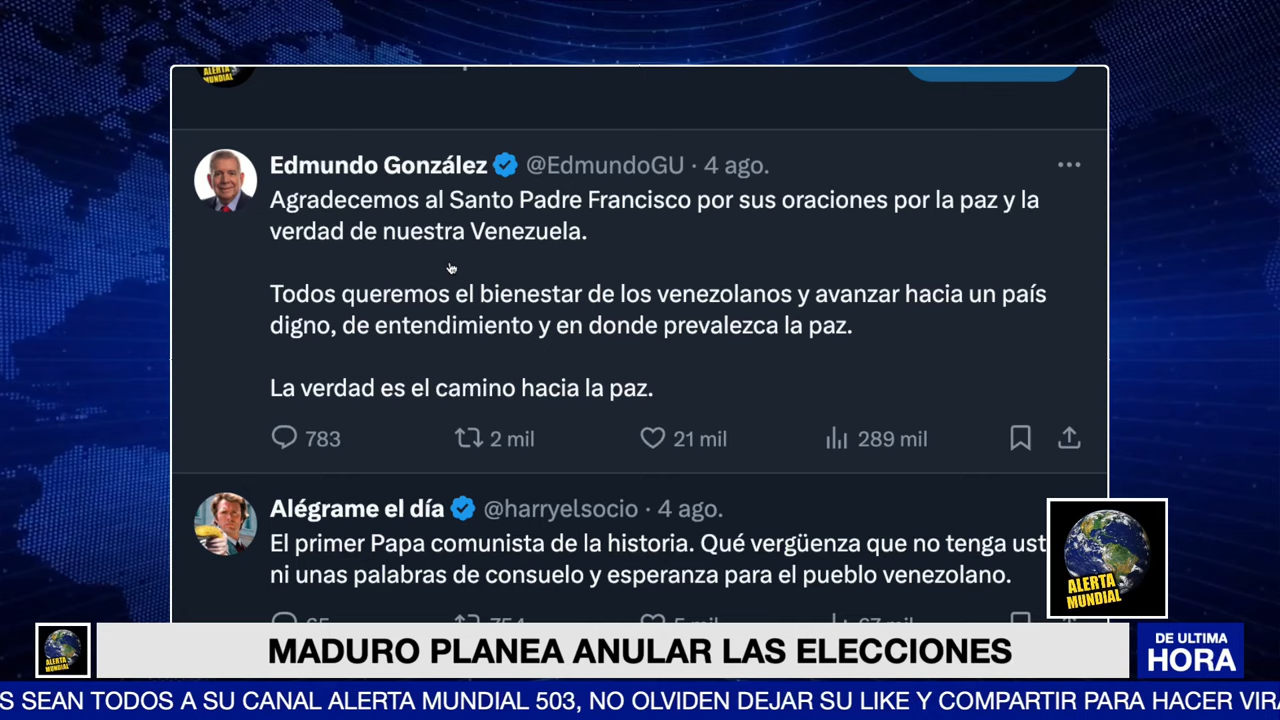 ALERTA
MUNDIAL
Edmundo González @EdmundoGU · 4 ago.
Agradecemos al Santo Padre Francisco por sus oraciones por la paz y la
verdad de nuestra Venezuela.
Todos queremos el bienestar de los venezolanos y avanzar hacia un país
digno, de entendimiento y en donde prevalezca la paz.
La verdad es el camino hacia la paz.
783 2 mil 21 mil 289 mil
Alégrame el día @harryelsocio · 4 ago.
El primer Papa comunista de la historia. Qué vergüenza que no tenga ust
ni unas palabras de consuelo y esperanza para el pueblo venezolano.
ALERTA
MUNDIAL
ALERTA
MUNDIAL
MADURO PLANEA ANULAR LAS ELECCIONES
DE ULTIMA
HORA
S SEAN TODOS A SU CANAL ALERTA MUNDIAL 503, NO OLVIDEN DEJAR SU LIKE Y COMPARTIR PARA HACER VIRA